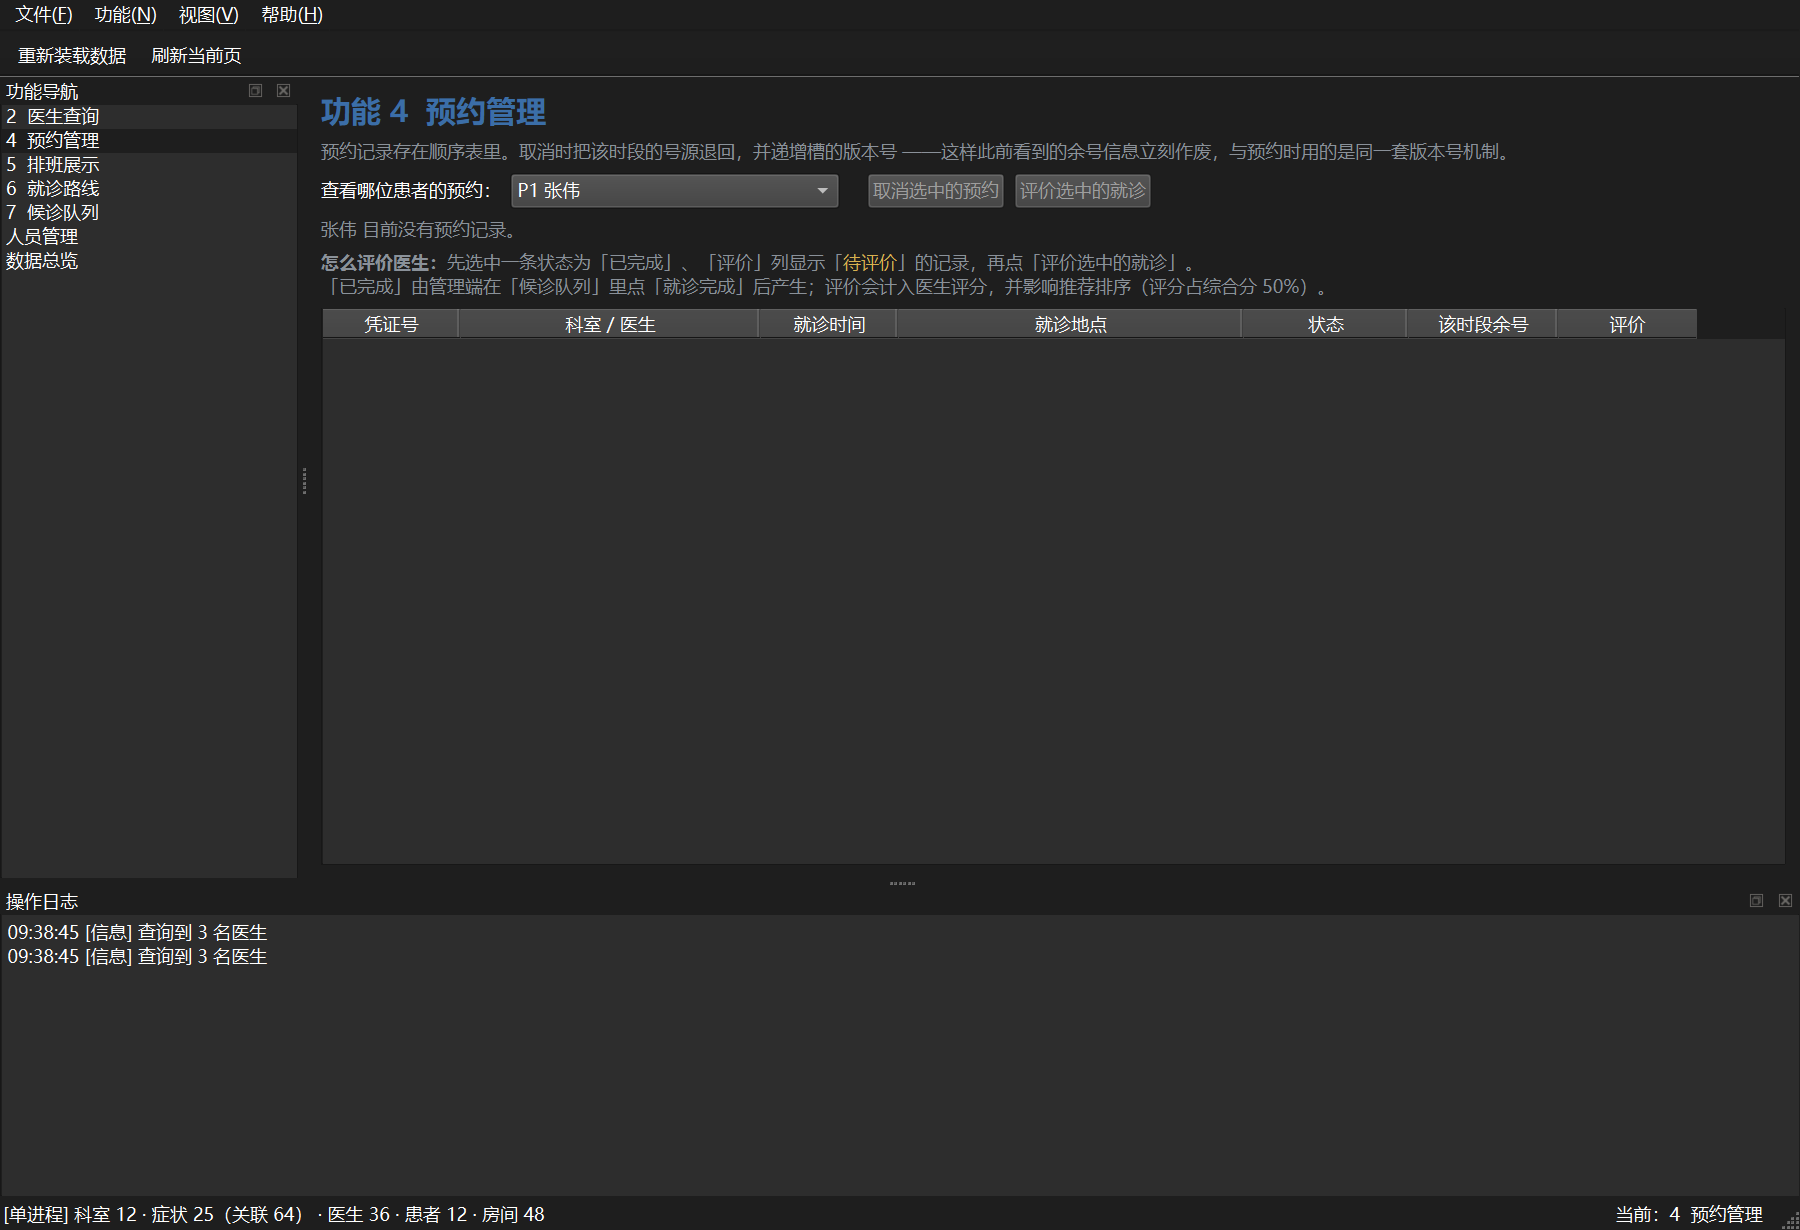 文件(F) 功能(N) 视图(V) 帮助(H)
重新装载数据 刷新当前页
功能导航
2 医生查询
4 预约管理
5 排班展示
6 就诊路线
7 候诊队列
人员管理
数据总览
功能 4 预约管理
预约记录存在顺序表里。取消时把该时段的号源退回，并递增槽的版本号 ——这样此前看到的余号信息立刻作废，与预约时用的是同一套版本号机制。
查看哪位患者的预约： P1 张伟 取消选中的预约 评价选中的就诊
张伟 目前没有预约记录。
怎么评价医生：先选中一条状态为「已完成」、「评价」列显示「待评价」的记录，再点「评价选中的就诊」。
「已完成」由管理端在「候诊队列」里点「就诊完成」后产生；评价会计入医生评分，并影响推荐排序（评分占综合分 50%）。
凭证号 科室 / 医生 就诊时间 就诊地点 状态 该时段余号 评价
操作日志
09:38:45 [信息] 查询到 3 名医生
09:38:45 [信息] 查询到 3 名医生
[单进程] 科室 12 · 症状 25（关联 64） · 医生 36 · 患者 12 · 房间 48 当前：4 预约管理